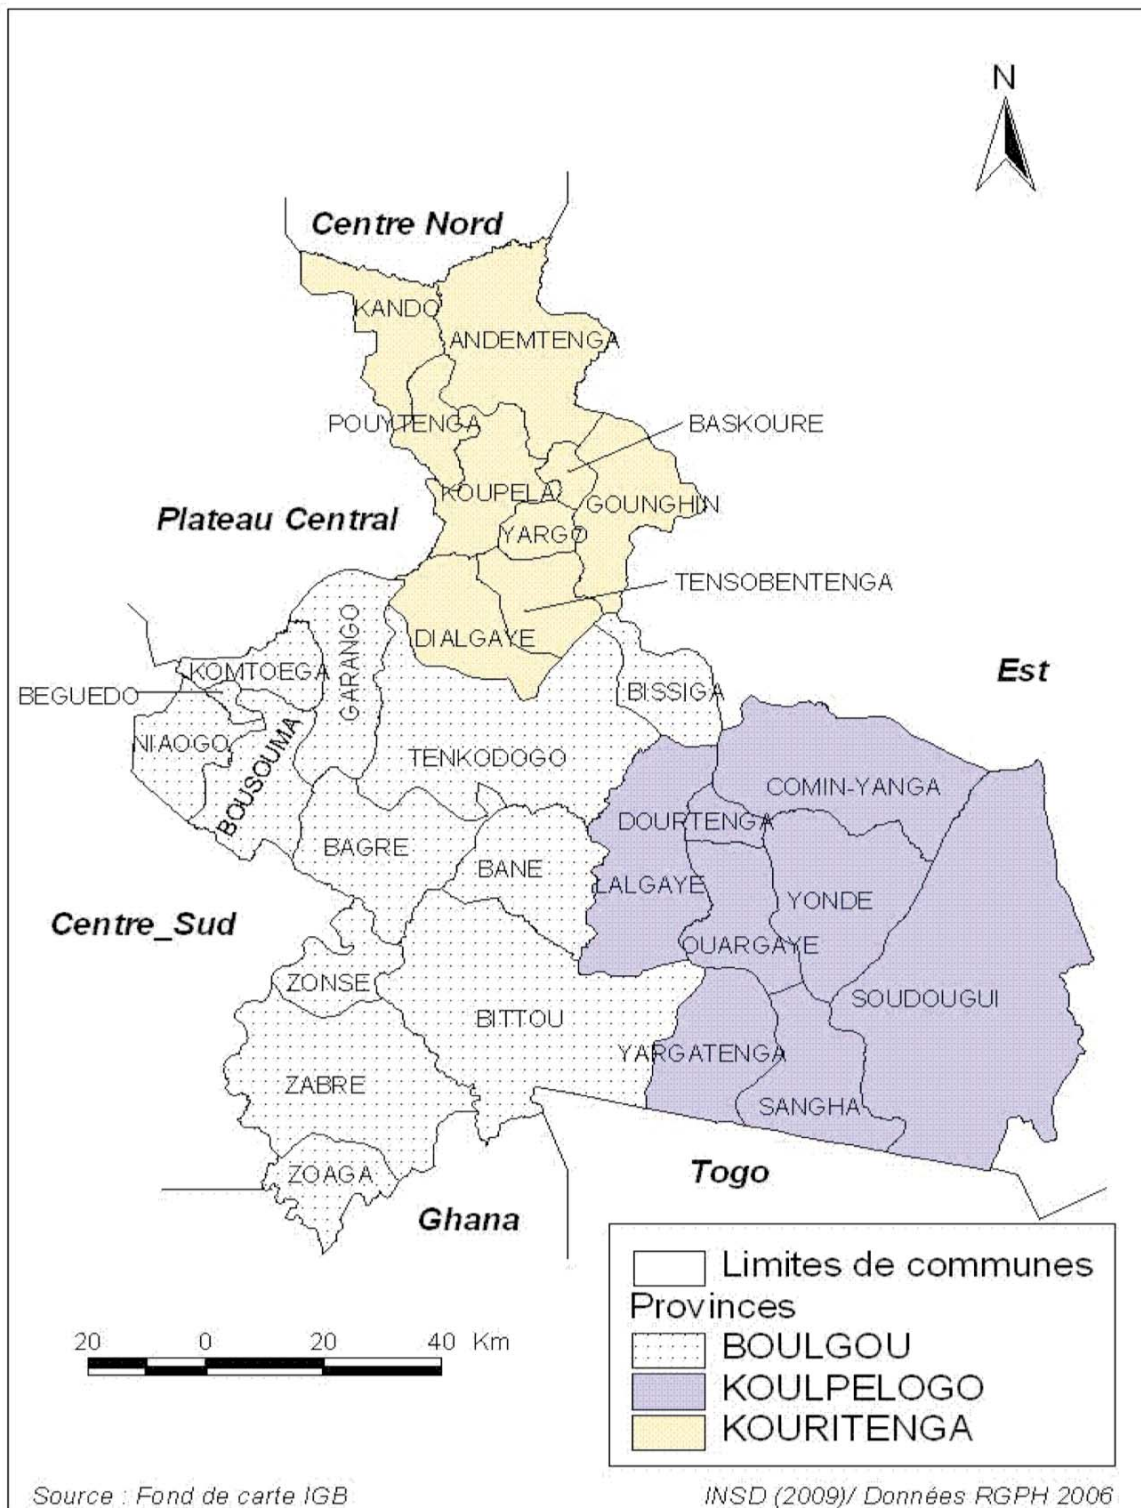 N
Centre Nord
KANDO
ANDEMTENGA
POUYTENGA
BASKOURE
KOUPELA
GOUNGHIN
Plateau Central
YARGO
TENSOBENTENGA
DIALGAYE
GARANGO
KOMTOEGA
Est
BEGUEDO
BISSIGA
NIAOGO
BOUSOUMA
TENKODOGO
COMIN-YANGA
DOURTENGA
BAGRE
BANE
LALGAYE
YONDE
Centre_Sud
OUARGAYE
ZONSE
SOUDOUGUI
BITTOU
YARGATENGA
ZABRE
SANGHA
ZOAGA
Togo
Ghana
Limites de communes
Provinces
BOULGOU
KOULPELOGO
KOURITENGA
20 0 20 40 Km
Source : Fond de carte IGB
INSD (2009)/ Données RGPH 2006